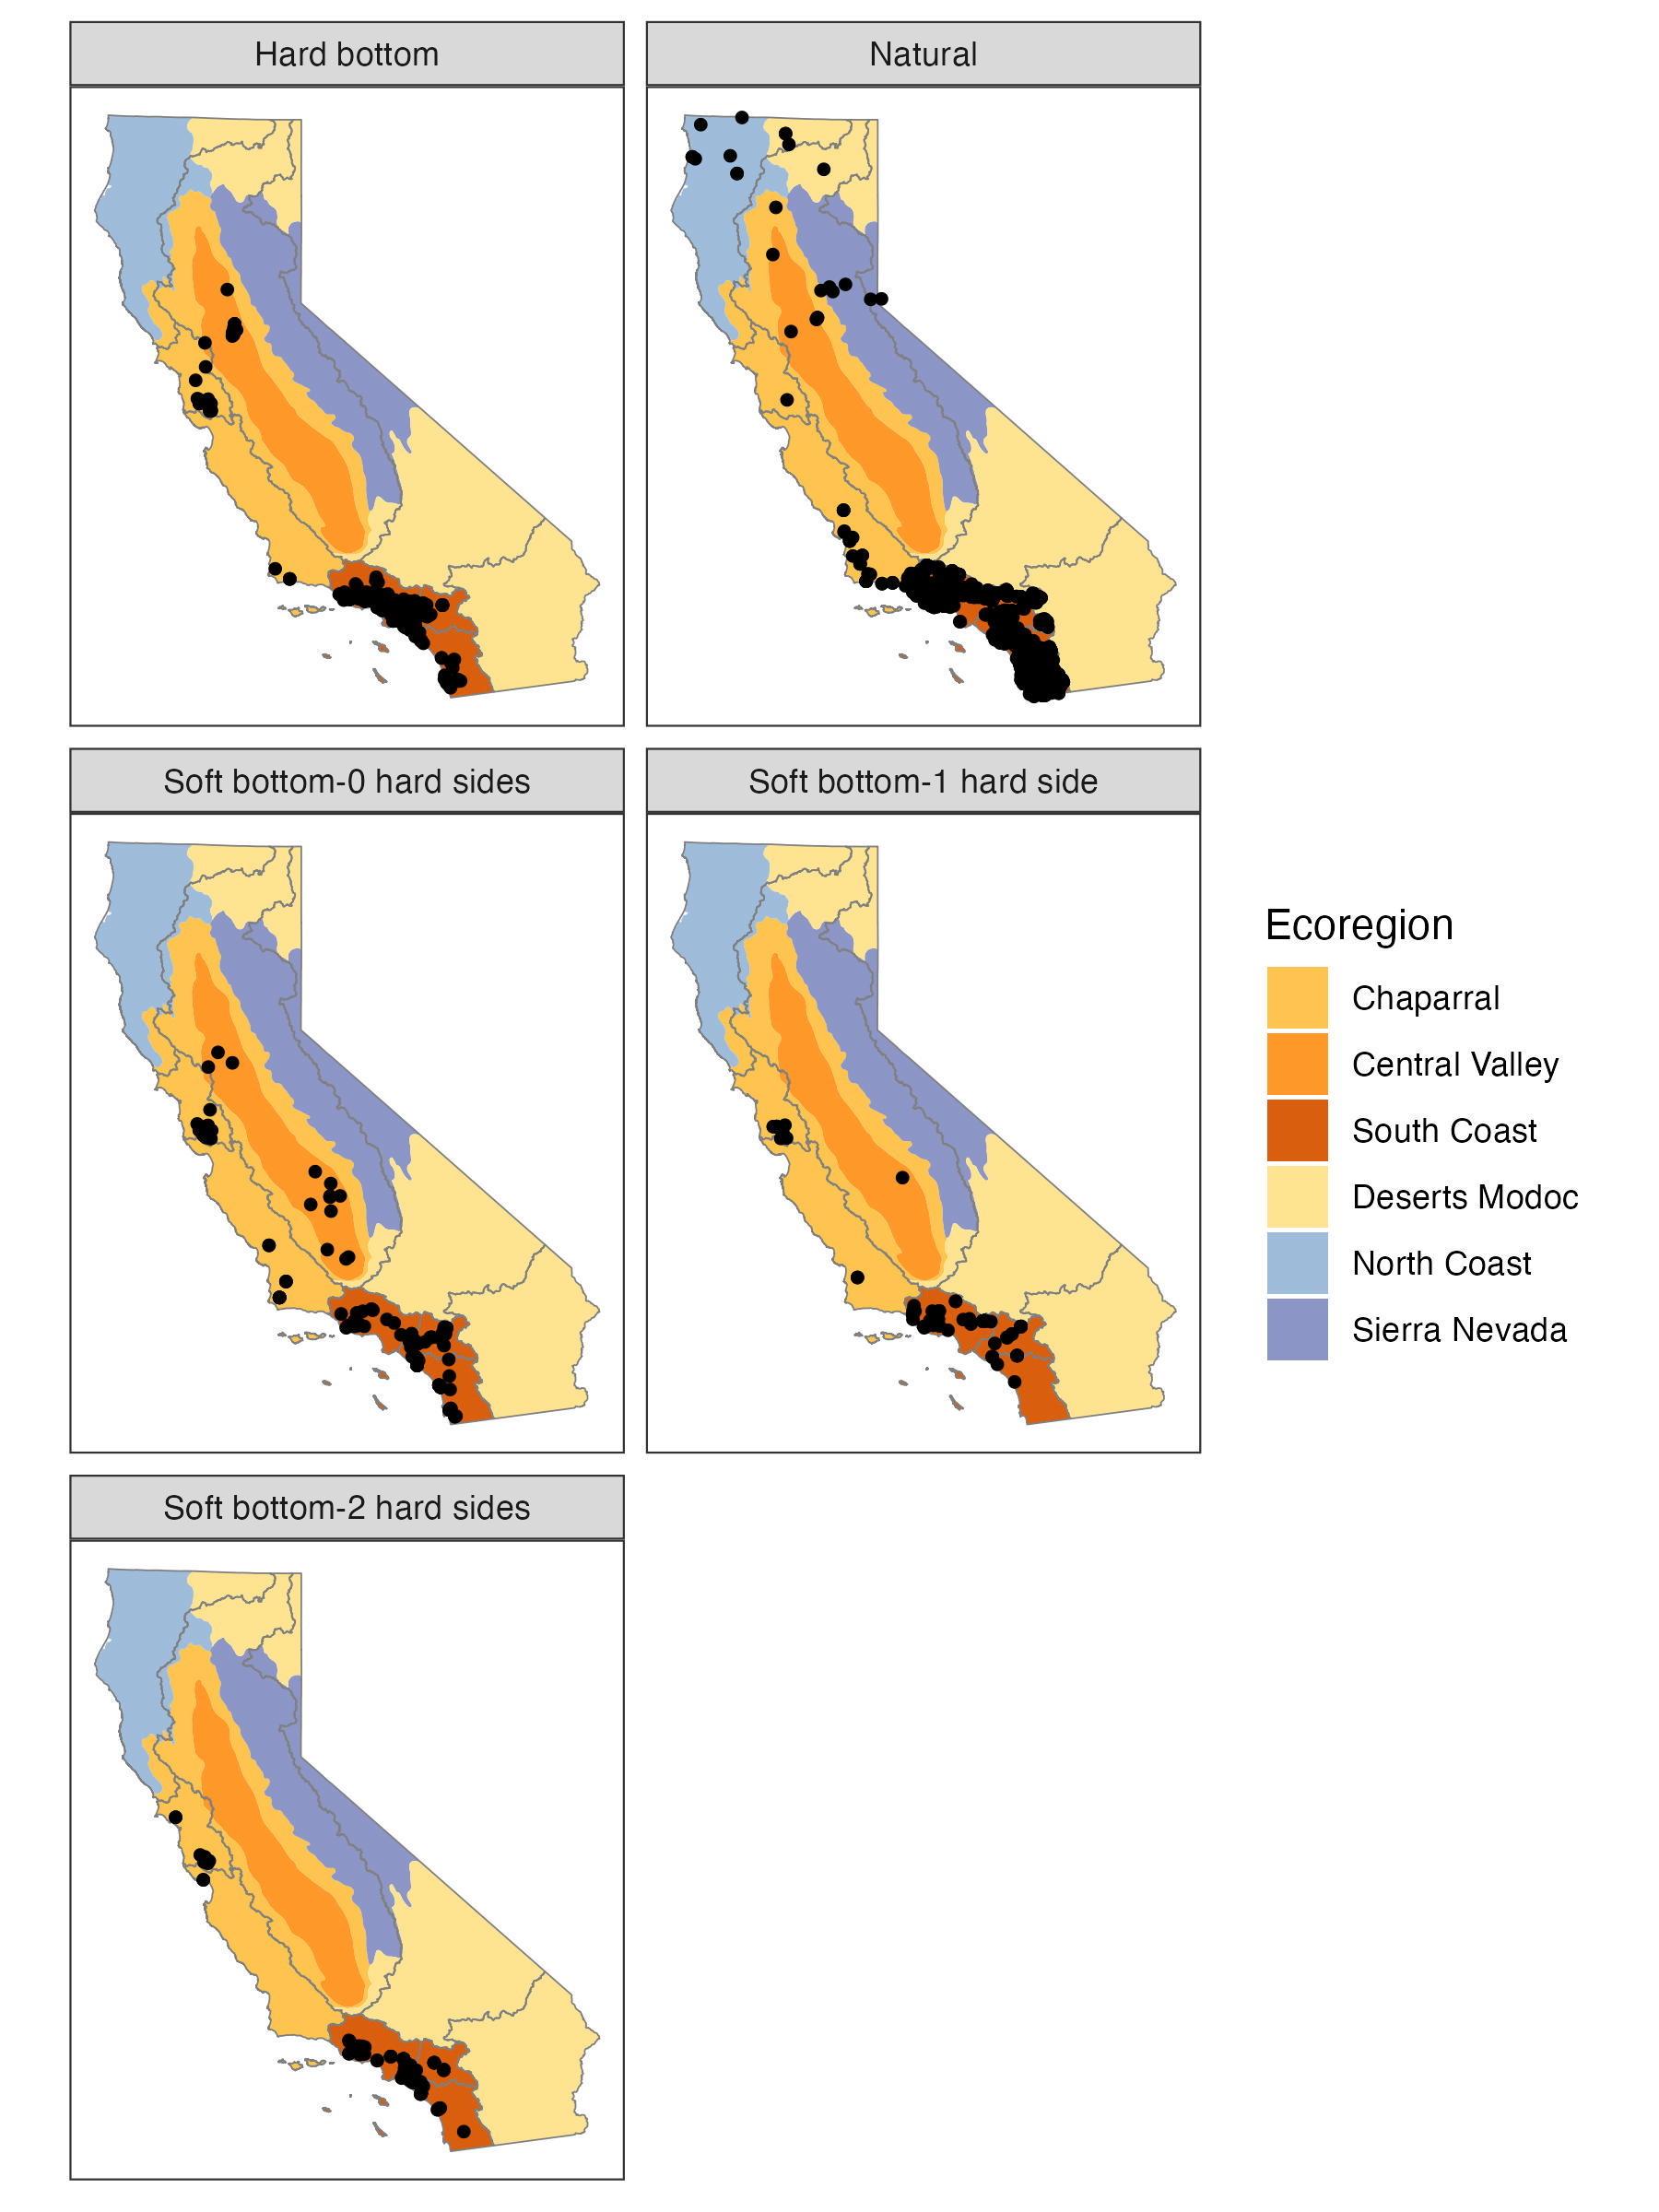 Hard bottom
Natural
Soft bottom-0 hard sides
Soft bottom-1 hard side
Ecoregion
Chaparral
Central Valley
South Coast
Deserts Modoc
North Coast
Sierra Nevada
Soft bottom-2 hard sides